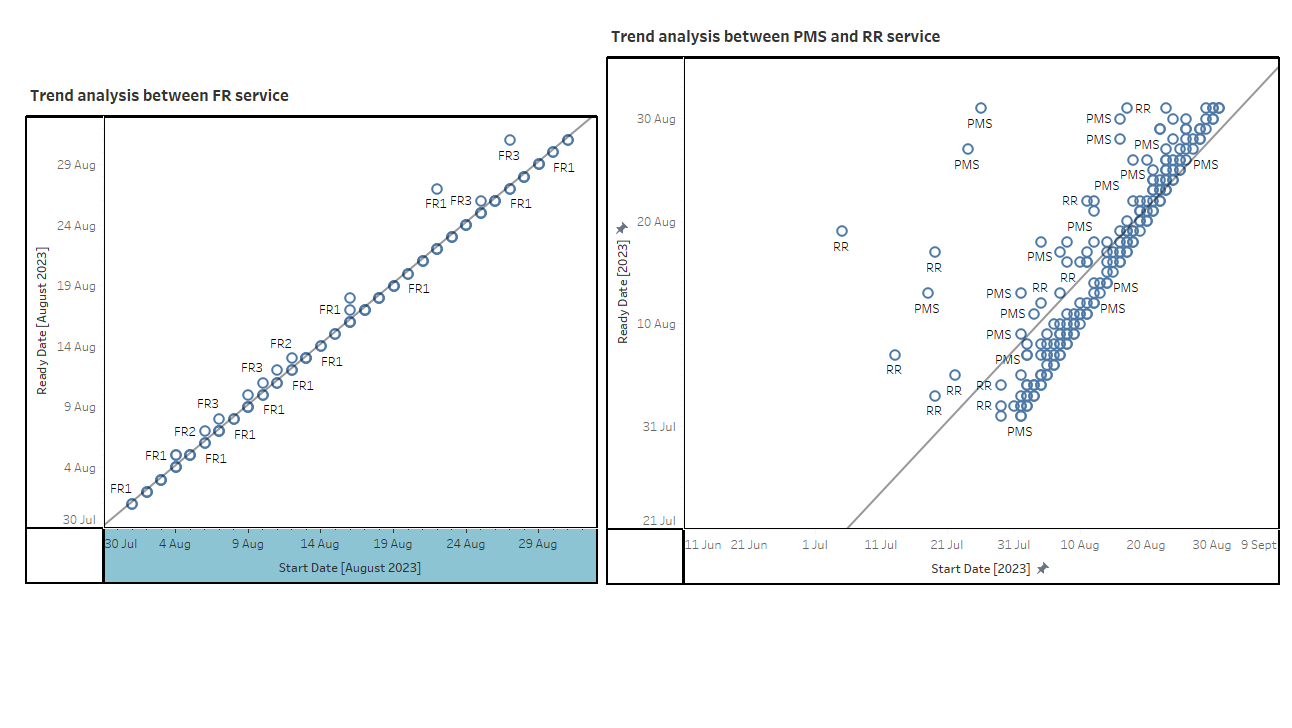 Trend analysis between FR service
29 Aug
24 Aug
19 Aug
14 Aug
9 Aug
4 Aug
30 Jul
Ready Date [August 2023]
FR3
FR1
FR1
FR3
FR1
FR1
FR1
FR2
FR1
FR3
FR1
FR3
FR1
FR2
FR1
FR1
FR1
FR1
30 Jul
4 Aug
9 Aug
14 Aug
19 Aug
24 Aug
29 Aug
Start Date [August 2023]
Trend analysis between PMS and RR service
30 Aug
20 Aug
10 Aug
31 Jul
21 Jul
Ready Date [2023]
RR
PMS
PMS
PMS
PMS
PMS
PMS
PMS
PMS
RR
PMS
RR
PMS
RR
RR
RR
PMS
PMS
PMS
PMS
PMS
PMS
PMS
RR
RR
RR
RR
RR
PMS
11 Jun
21 Jun
1 Jul
11 Jul
21 Jul
31 Jul
10 Aug
20 Aug
30 Aug
9 Sept
Start Date [2023]